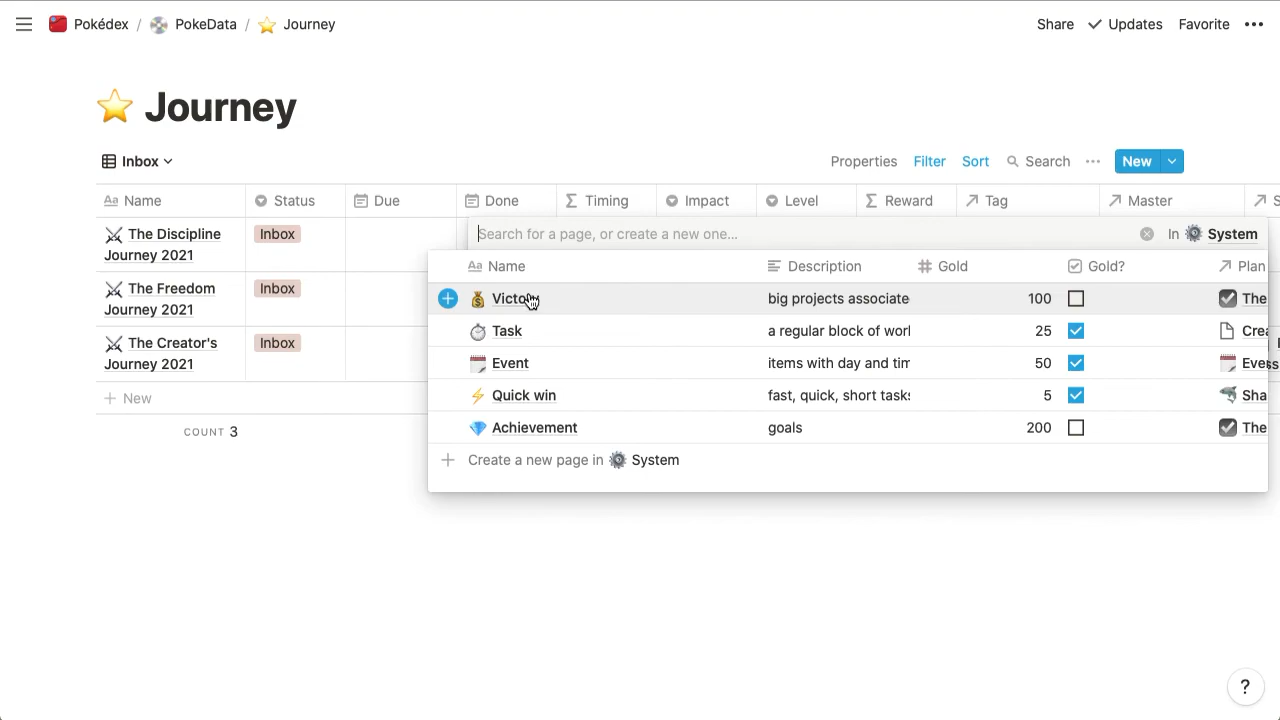 Pokédex / PokeData / Journey
Share Updates Favorite
Journey
Inbox
Properties Filter Sort Search New
Aa Name Status Due Done Timing Impact Level Reward Tag Master S
The Discipline
Journey 2021
Inbox
Search for a page, or create a new one...
In System
Aa Name Description Gold Gold? Plan
The Freedom
Journey 2021
Inbox
big projects associate 100 The
Task a regular block of worl 25 Crea
The Creator's
Journey 2021
Inbox
Event items with day and tim 50
Quick win fast, quick, short tasks 5 Sha
Achievement goals 200 The
+ New
COUNT 3
+ Create a new page in System
?